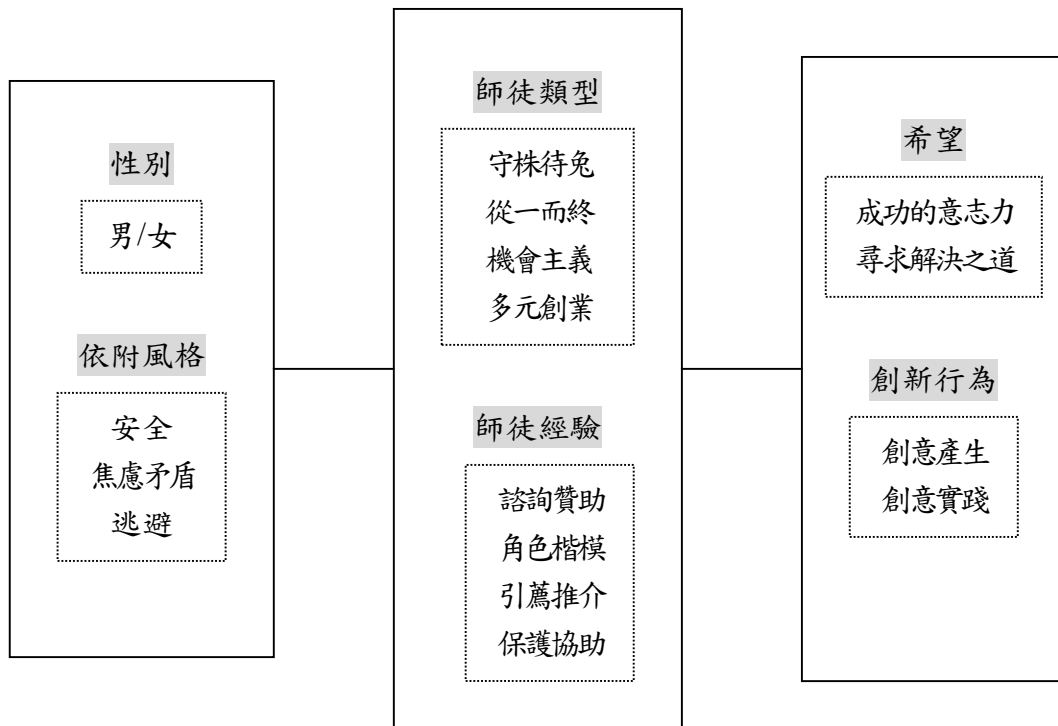 性別
男/女
依附風格
安全
焦慮矛盾
逃避
師徒類型
守株待兔
從一而終
機會主義
多元創業
師徒經驗
諮詢贊助
角色楷模
引薦推介
保護協助
希望
成功的意志力
尋求解決之道
創新行為
創意產生
創意實踐